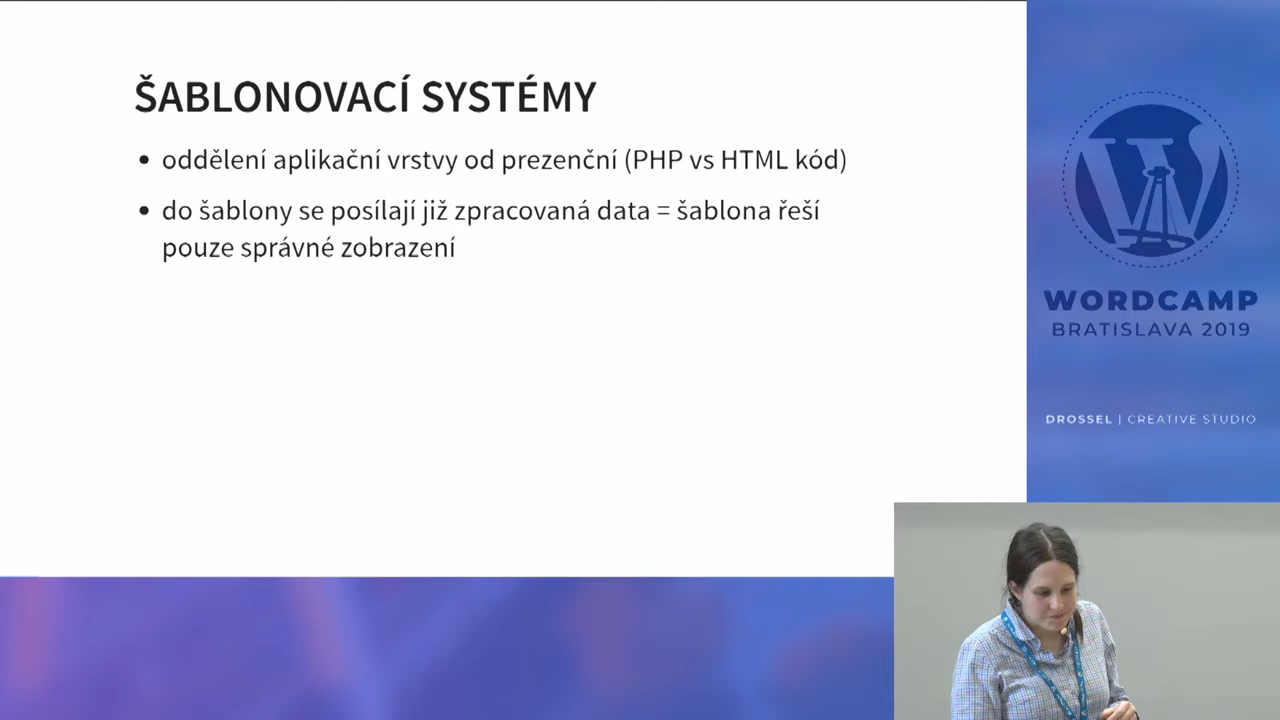 ŠABLONOVACÍ SYSTÉMY
• oddělení aplikační vrstvy od prezenční (PHP vs HTML kód)
• do šablony se posílají již zpracovaná data = šablona řeší
pouze správné zobrazení
WORDCAMP
BRATISLAVA 2019
DROSSEL | CREATIVE STUDIO